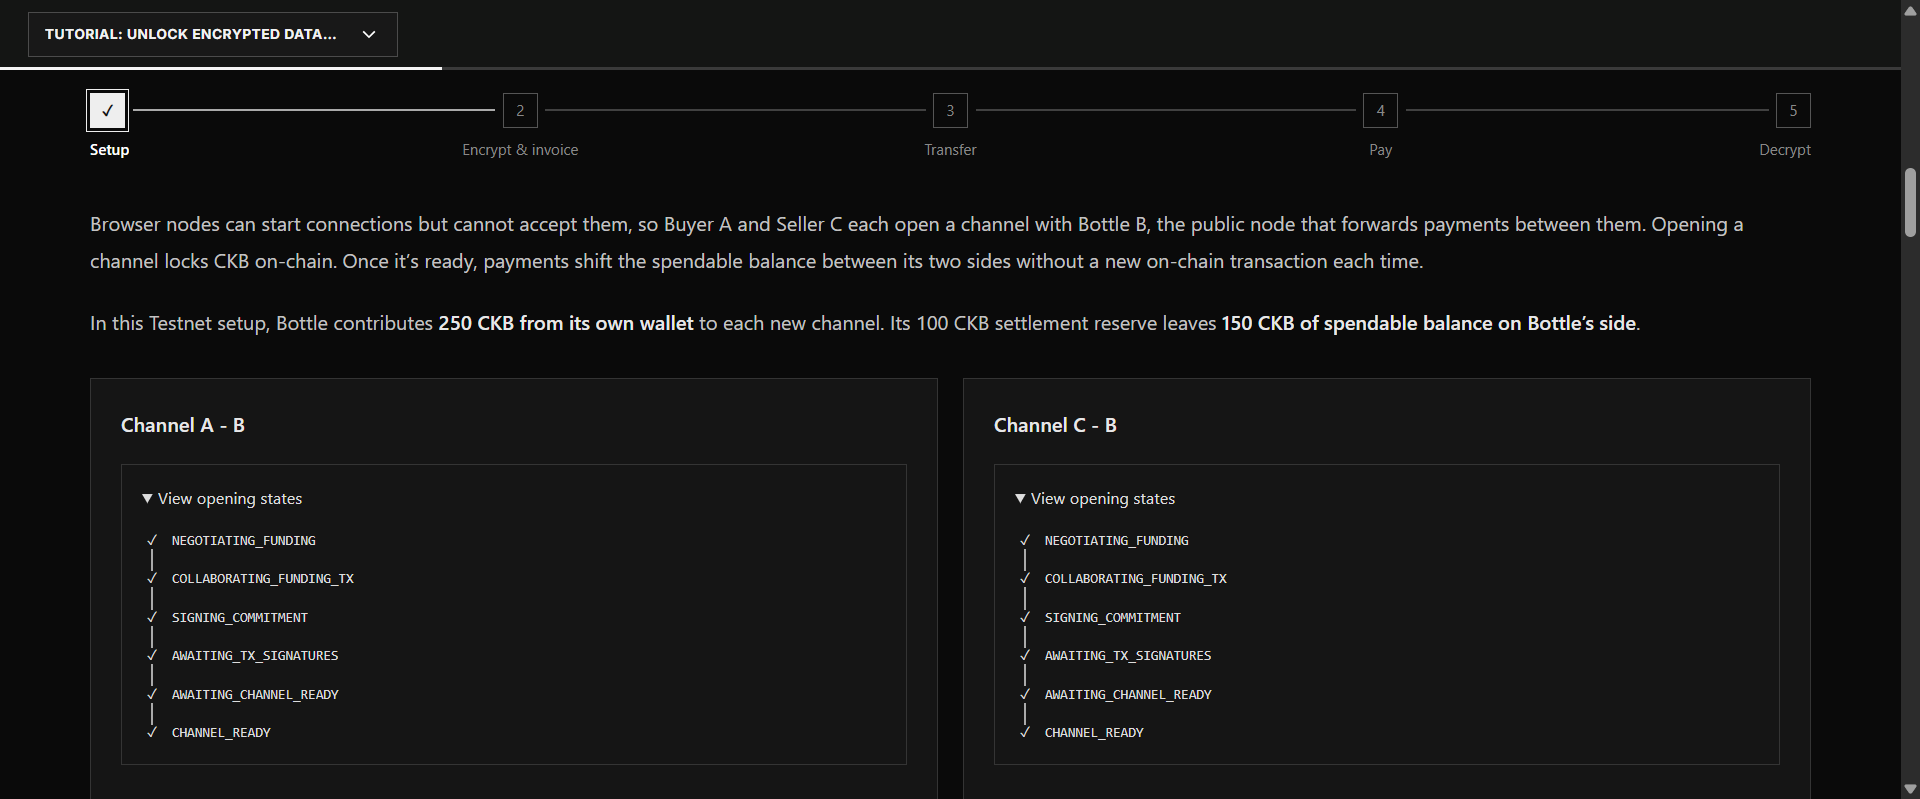 TUTORIAL: UNLOCK ENCRYPTED DATA...
✓
2
3
4
5
Setup
Encrypt & invoice
Transfer
Pay
Decrypt
Browser nodes can start connections but cannot accept them, so Buyer A and Seller C each open a channel with Bottle B, the public node that forwards payments between them. Opening a
channel locks CKB on-chain. Once it’s ready, payments shift the spendable balance between its two sides without a new on-chain transaction each time.
In this Testnet setup, Bottle contributes 250 CKB from its own wallet to each new channel. Its 100 CKB settlement reserve leaves 150 CKB of spendable balance on Bottle’s side.
Channel A - B
▼ View opening states
✓ NEGOTIATING_FUNDING
✓ COLLABORATING_FUNDING_TX
✓ SIGNING_COMMITMENT
✓ AWAITING_TX_SIGNATURES
✓ AWAITING_CHANNEL_READY
✓ CHANNEL_READY
Channel C - B
▼ View opening states
✓ NEGOTIATING_FUNDING
✓ COLLABORATING_FUNDING_TX
✓ SIGNING_COMMITMENT
✓ AWAITING_TX_SIGNATURES
✓ AWAITING_CHANNEL_READY
✓ CHANNEL_READY